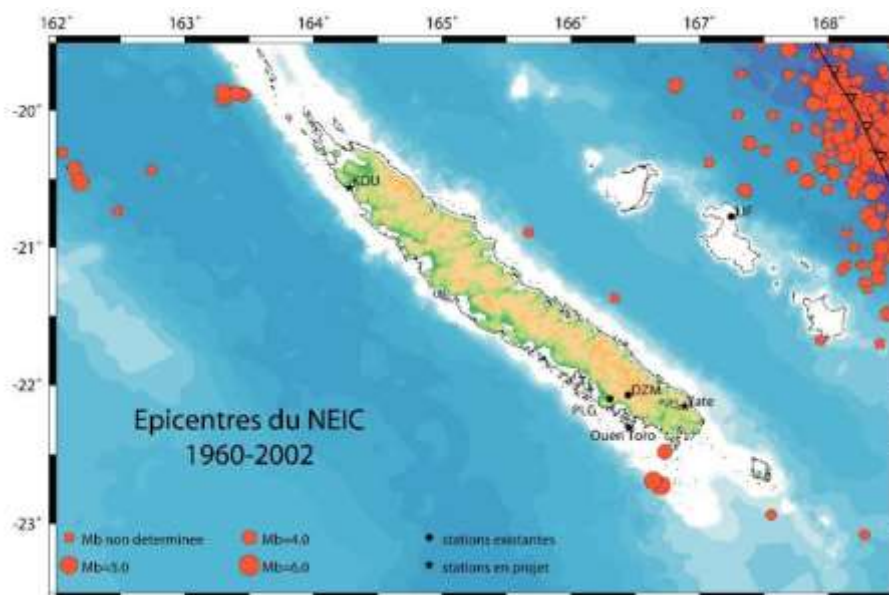 162 163 164 165 166 167 168
-20°
-21°
-22°
-23°
KOU
LIF
DZM
Yate
PLG
Ouen Toro
Epicentres du NEIC
1960-2002
Mb non determinee
Mb=4.0
stations existantes
Mb=5.0
Mb=6.0
stations en projet